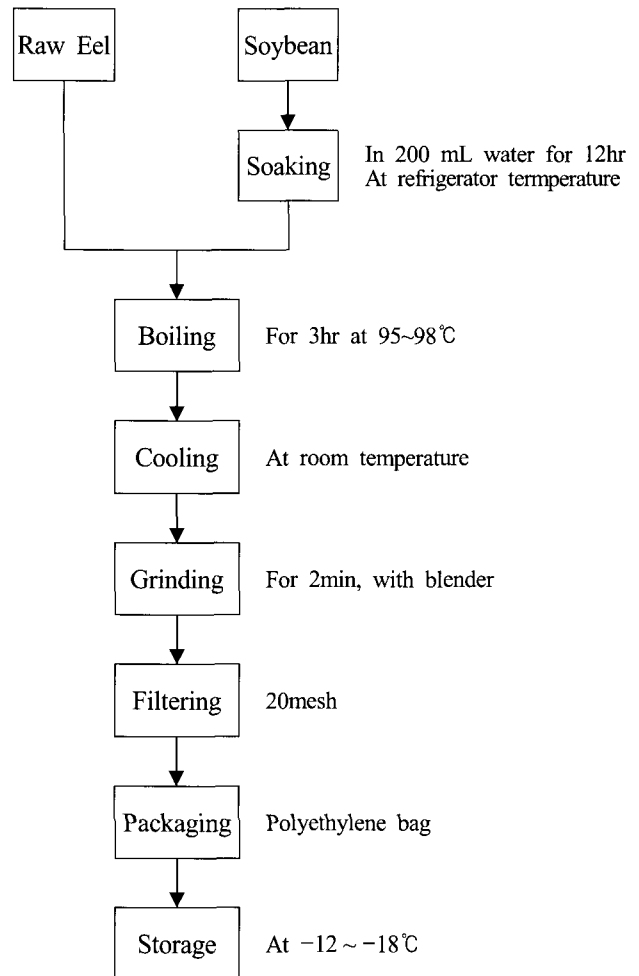 Raw Eel
Soybean
Soaking
In 200 mL water for 12hr
At refrigerator termperature
Boiling
For 3hr at 95~98℃
Cooling
At room temperature
Grinding
For 2min, with blender
Filtering
20mesh
Packaging
Polyethylene bag
Storage
At −12 ~ −18℃